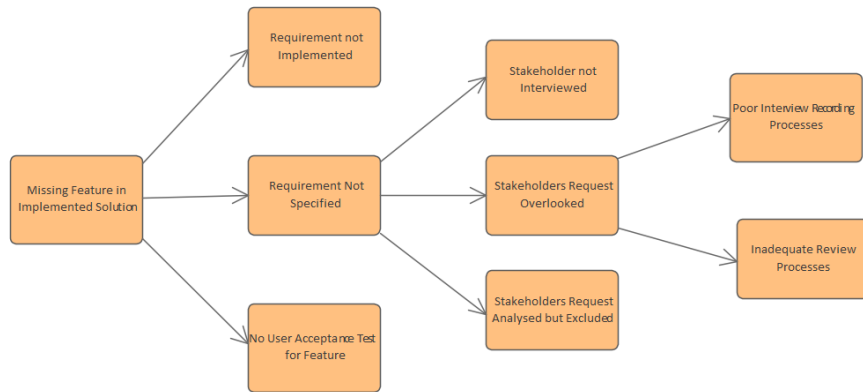 Requirement not
Implemented
Stakeholder not
Interviewed
Poor Interview Recording
Processes
Missing Feature in
Implemented Solution
Requirement Not
Specified
Stakeholders Request
Overlooked
Inadequate Review
Processes
Stakeholders Request
Analysed but Excluded
No User Acceptance Test
for Feature